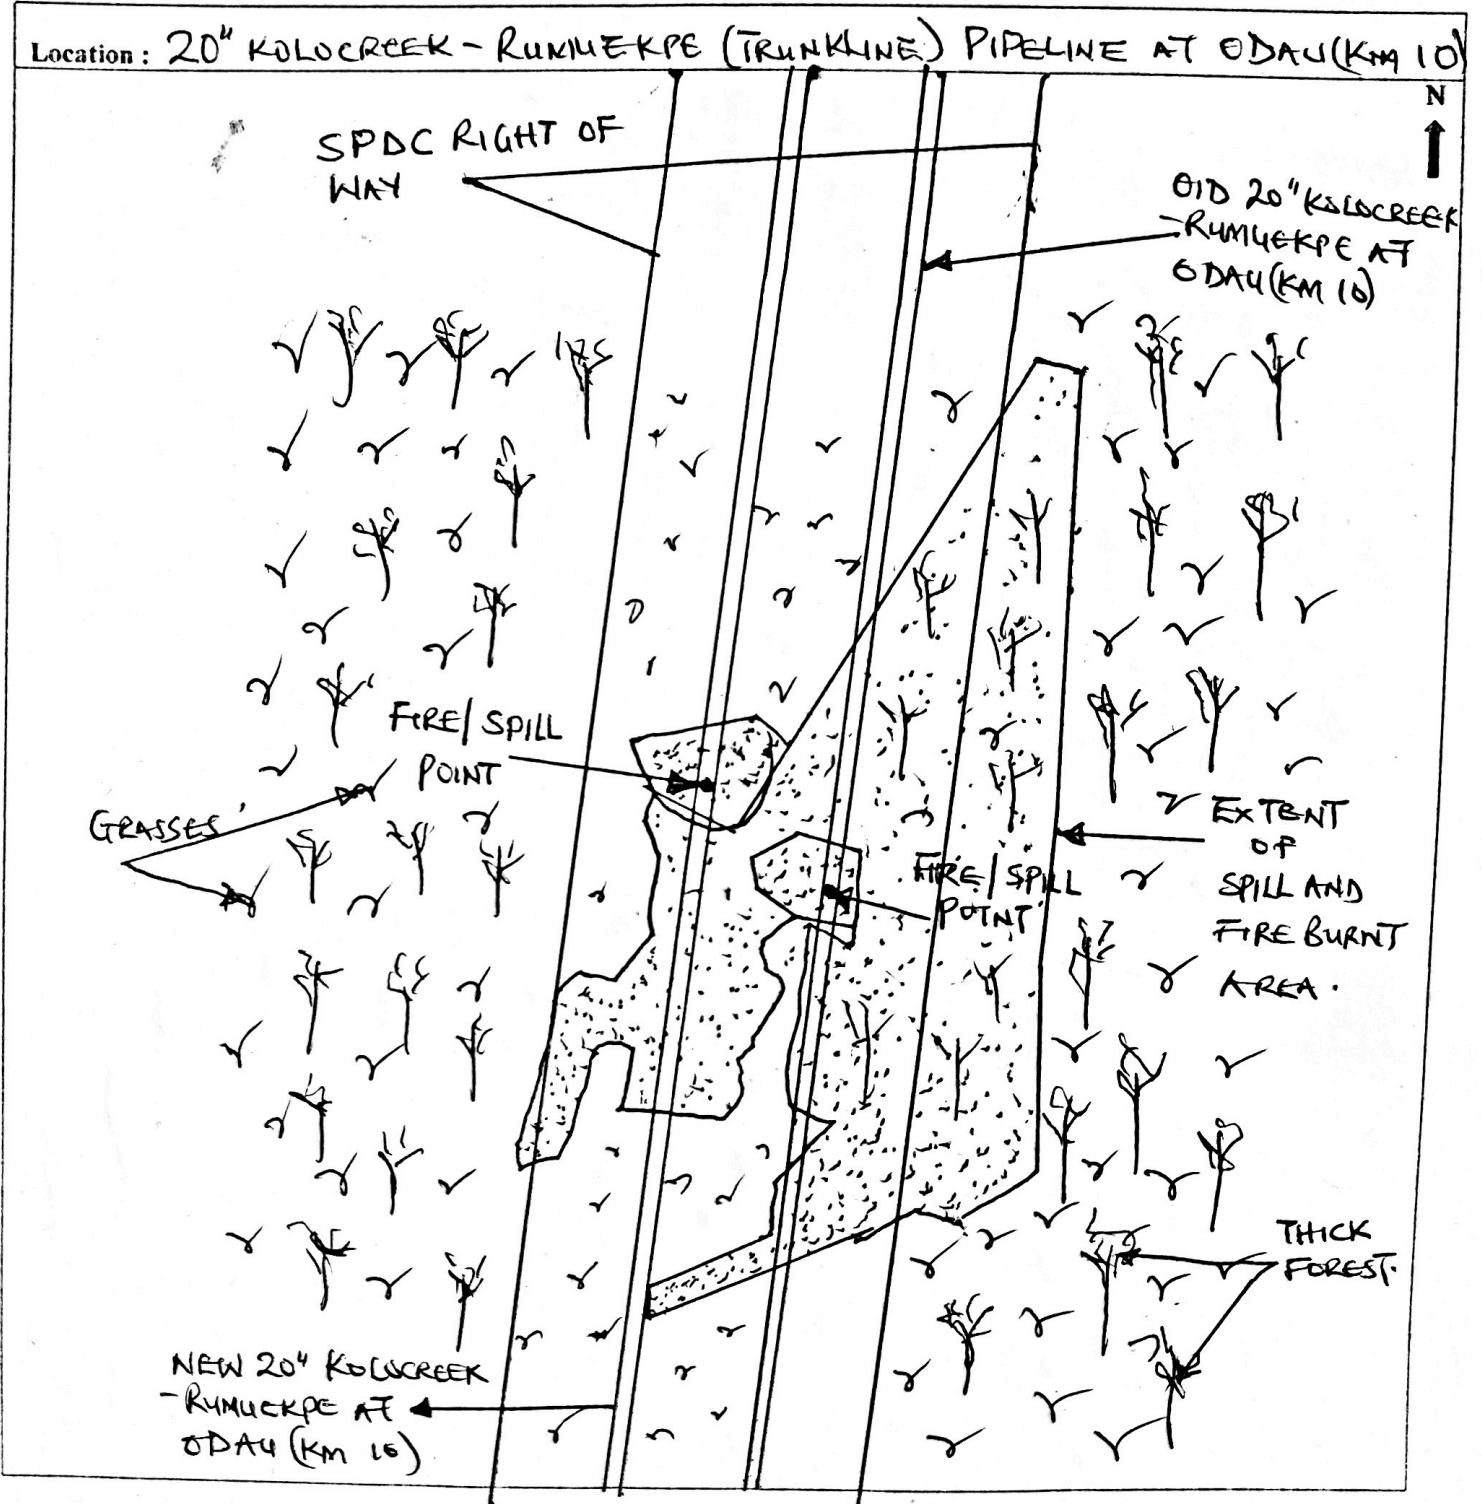 Location : 20" KOLOCREEK - RUMUEKPE (TRUNKLINE) PIPELINE AT ODAU (KM 10)
N
SPDC RIGHT OF
WAY
OLD 20" KOLOCREEK
-RUMUEKPE AT
ODAU (KM 10)
FIRE/SPILL
POINT
GRASSES
EXTENT
OF
SPILL AND
FIRE BURNT
AREA.
FIRE/SPILL
POINT
THICK
FOREST.
NEW 20" KOLOCREEK
-RUMUEKPE AT
ODAU (KM 10)